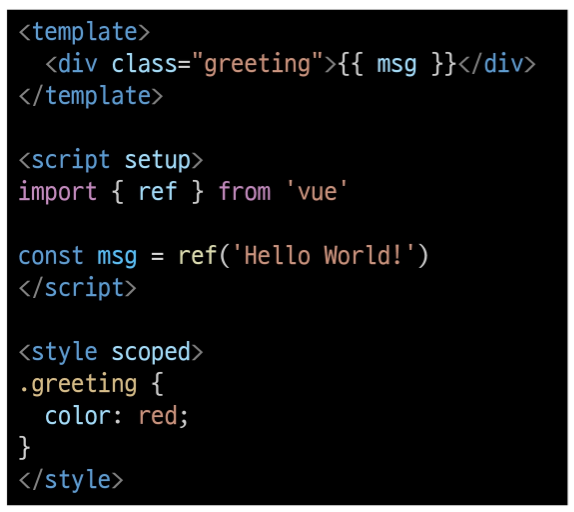 <template>
  <div class="greeting">{{ msg }}</div>
</template>

<script setup>
import { ref } from 'vue'

const msg = ref('Hello World!')
</script>

<style scoped>
.greeting {
  color: red;
}
</style>